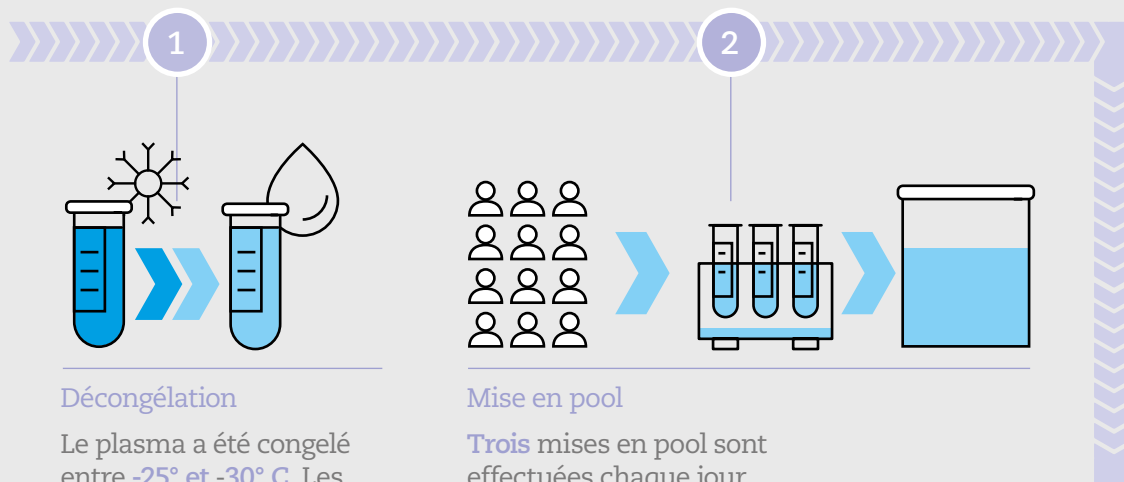 1
2
Décongélation
Le plasma a été congelé
entre -25° et -30° C. Les
Mise en pool
Trois mises en pool sont
effectuées chaque jour